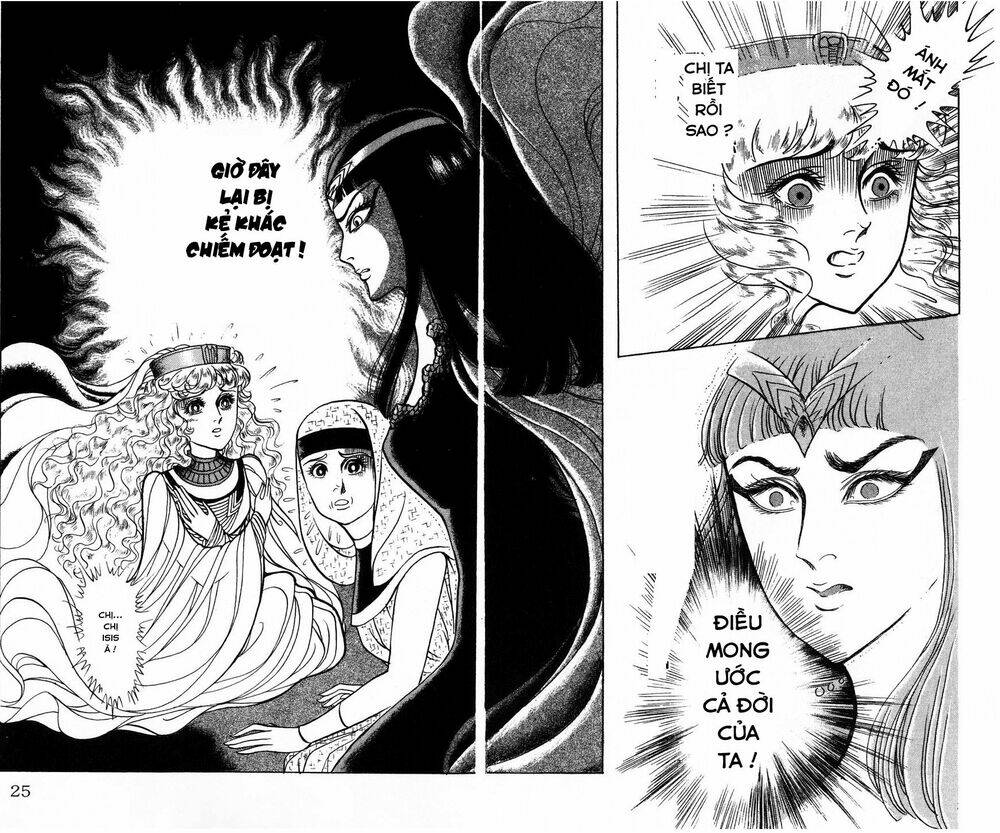 ÁNH
MẮT
ĐÓ !
CHỊ TA
BIẾT
RỒI
SAO ?
ĐIỀU
MONG
ƯỚC
CẢ ĐỜI
CỦA
TA !
GIỜ ĐÂY
LẠI BỊ
KẺ KHÁC
CHIẾM ĐOẠT !
CHỊ...
CHỊ
ISIS
Ã !
25